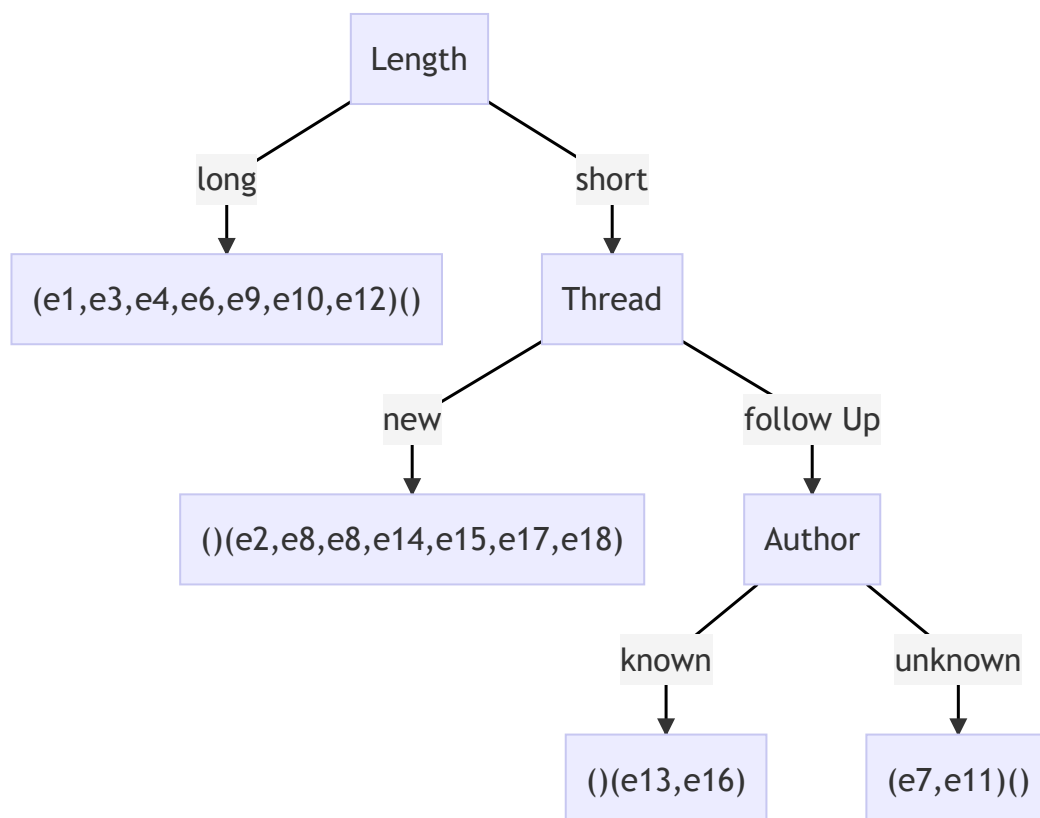 Length
long
short
(e1,e3,e4,e6,e9,e10,e12)()
Thread
new
follow Up
()(e2,e8,e8,e14,e15,e17,e18)
Author
known
unknown
()(e13,e16)
(e7,e11)()